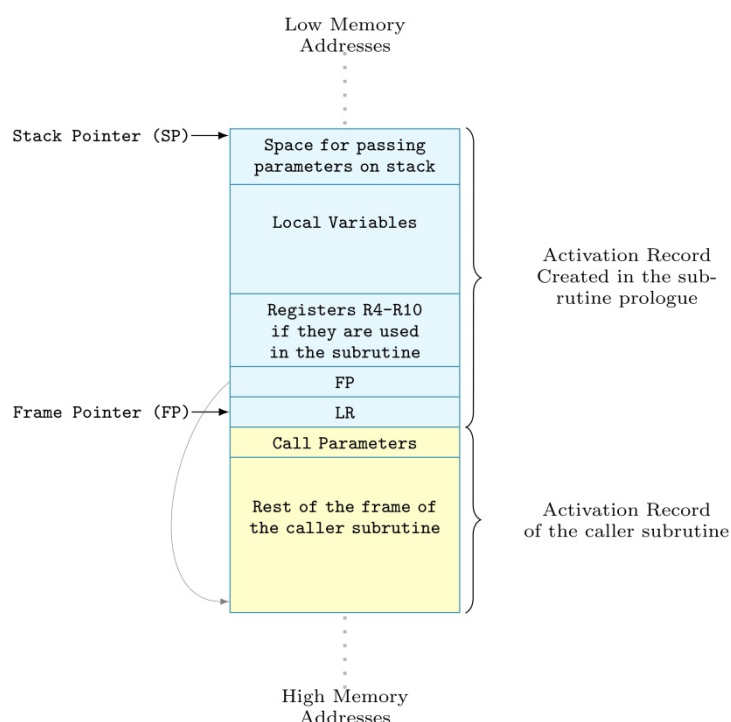 Low Memory
Addresses
Stack Pointer (SP)
Space for passing
parameters on stack
Local Variables
Activation Record
Created in the sub-
rutine prologue
Registers R4-R10
if they are used
in the subrutine
FP
Frame Pointer (FP)
LR
Call Parameters
Rest of the frame of
the caller subrutine
Activation Record
of the caller subrutine
High Memory
Addresses